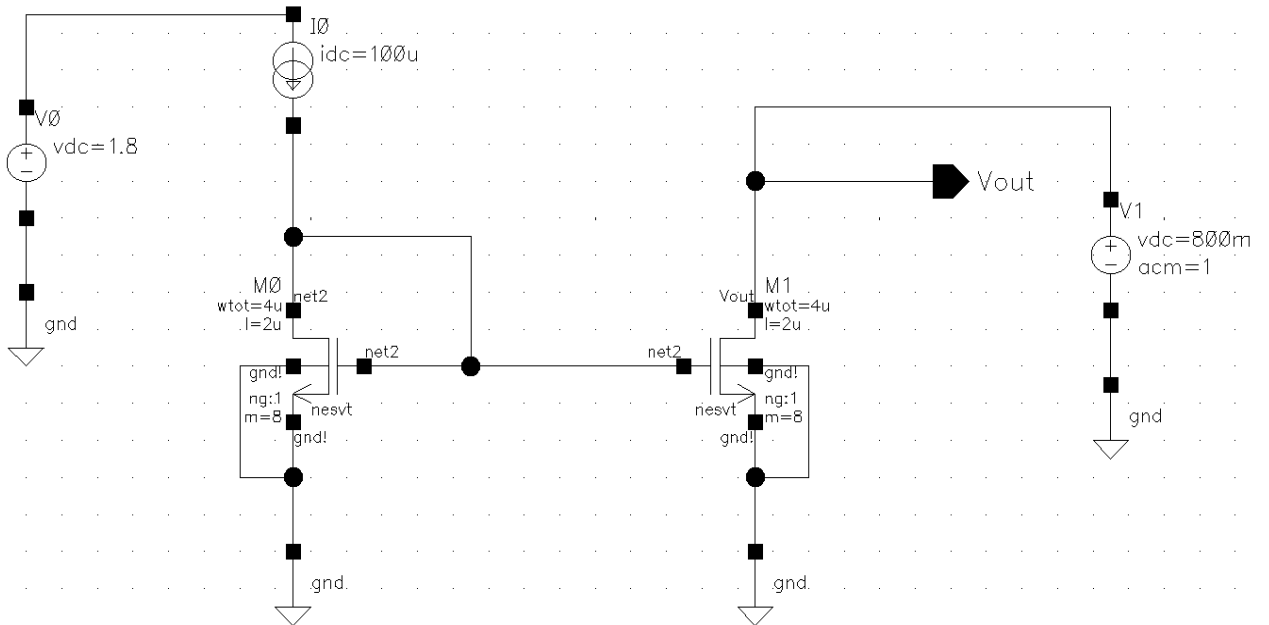 I0
idc=100u
V0
vdc=1.8
gnd
M0
wtot=4u
l=2u
net2
net2
gnd!
ng:1
m=8
nesvt
gnd!
gnd
net2
Vout
M1
wtot=4u
l=2u
gnd!
ng:1
m=8
nesvt
gnd!
gnd
Vout
V1
vdc=800m
acm=1
gnd